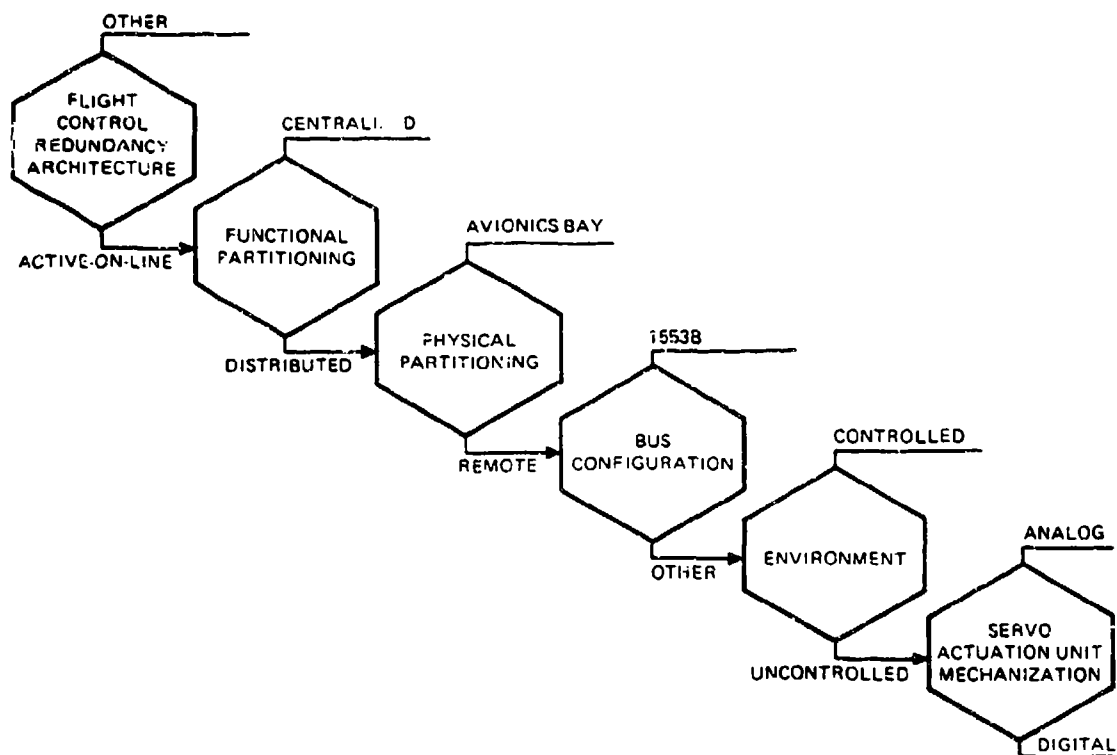 OTHER
FLIGHT
CONTROL
REDUNDANCY
ARCHITECTURE
ACTIVE-ON-LINE
CENTRALI. D
FUNCTIONAL
PARTITIONING
DISTRIBUTED
AVIONICS BAY
PHYSICAL
PARTITIONING
REMOTE
1553B
BUS
CONFIGURATION
OTHER
CONTROLLED
ENVIRONMENT
UNCONTROLLED
ANALOG
SERVO
ACTUATION UNIT
MECHANIZATION
DIGITAL